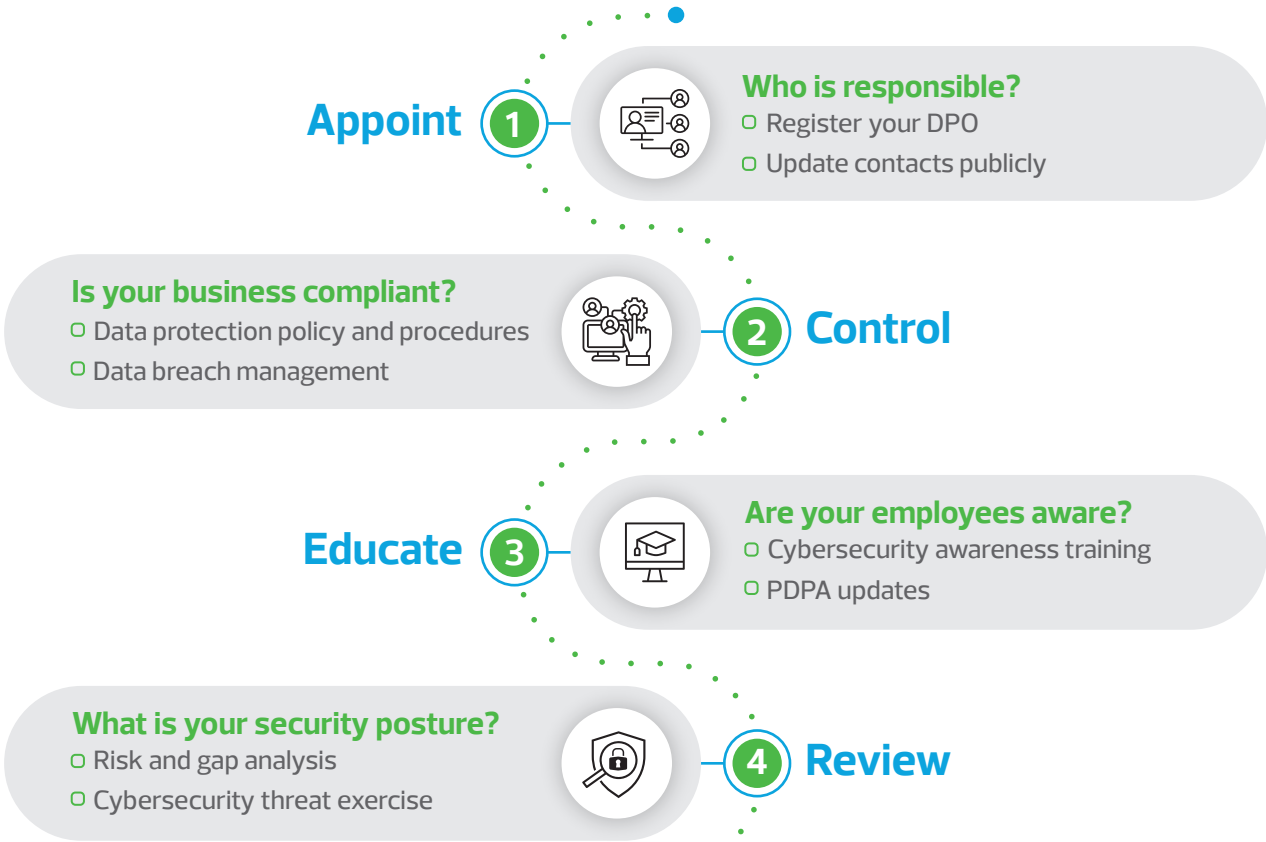 Appoint
1
Who is responsible?
Register your DPO
Update contacts publicly
Is your business compliant?
Data protection policy and procedures
Data breach management
2
Control
Educate
3
Are your employees aware?
Cybersecurity awareness training
PDPA updates
What is your security posture?
Risk and gap analysis
Cybersecurity threat exercise
4
Review